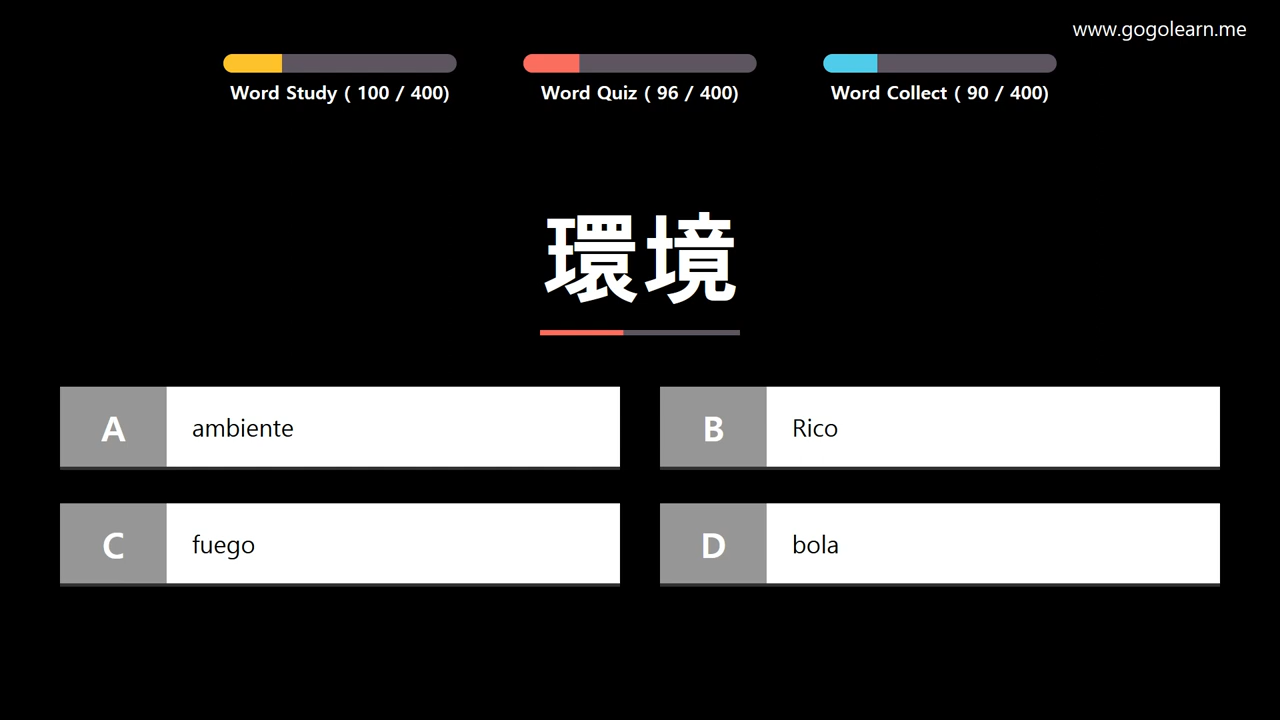 www.gogolearn.me
Word Study ( 100 / 400)
Word Quiz ( 96 / 400)
Word Collect ( 90 / 400)
環境
A ambiente
B Rico
C fuego
D bola